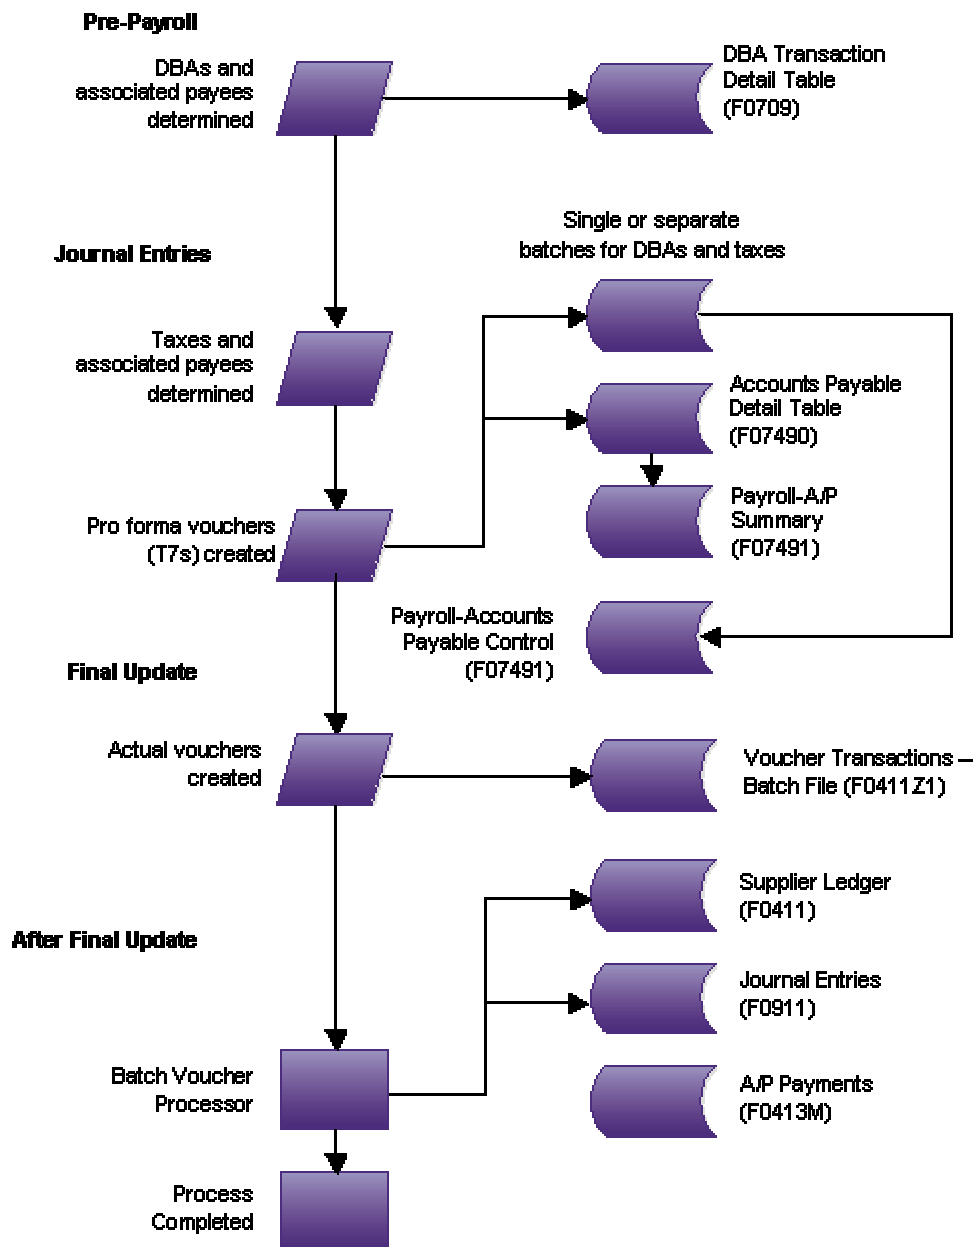 Pre-Payroll
DBAs and
associated payees
determined
DBA Transaction
Detail Table
(F0709)
Single or separate
batches for DBAs and taxes
Journal Entries
Taxes and
associated payees
determined
Accounts Payable
Detail Table
(F07490)
Payroll-A/P
Summary
(F07491)
Pro forma vouchers
(T7s) created
Payroll-Accounts
Payable Control
(F07491)
Final Update
Actual vouchers
created
Voucher Transactions –
Batch File (F0411Z1)
Supplier Ledger
(F0411)
After Final Update
Journal Entries
(F0911)
Batch Voucher
Processor
A/P Payments
(F0413M)
Process
Completed